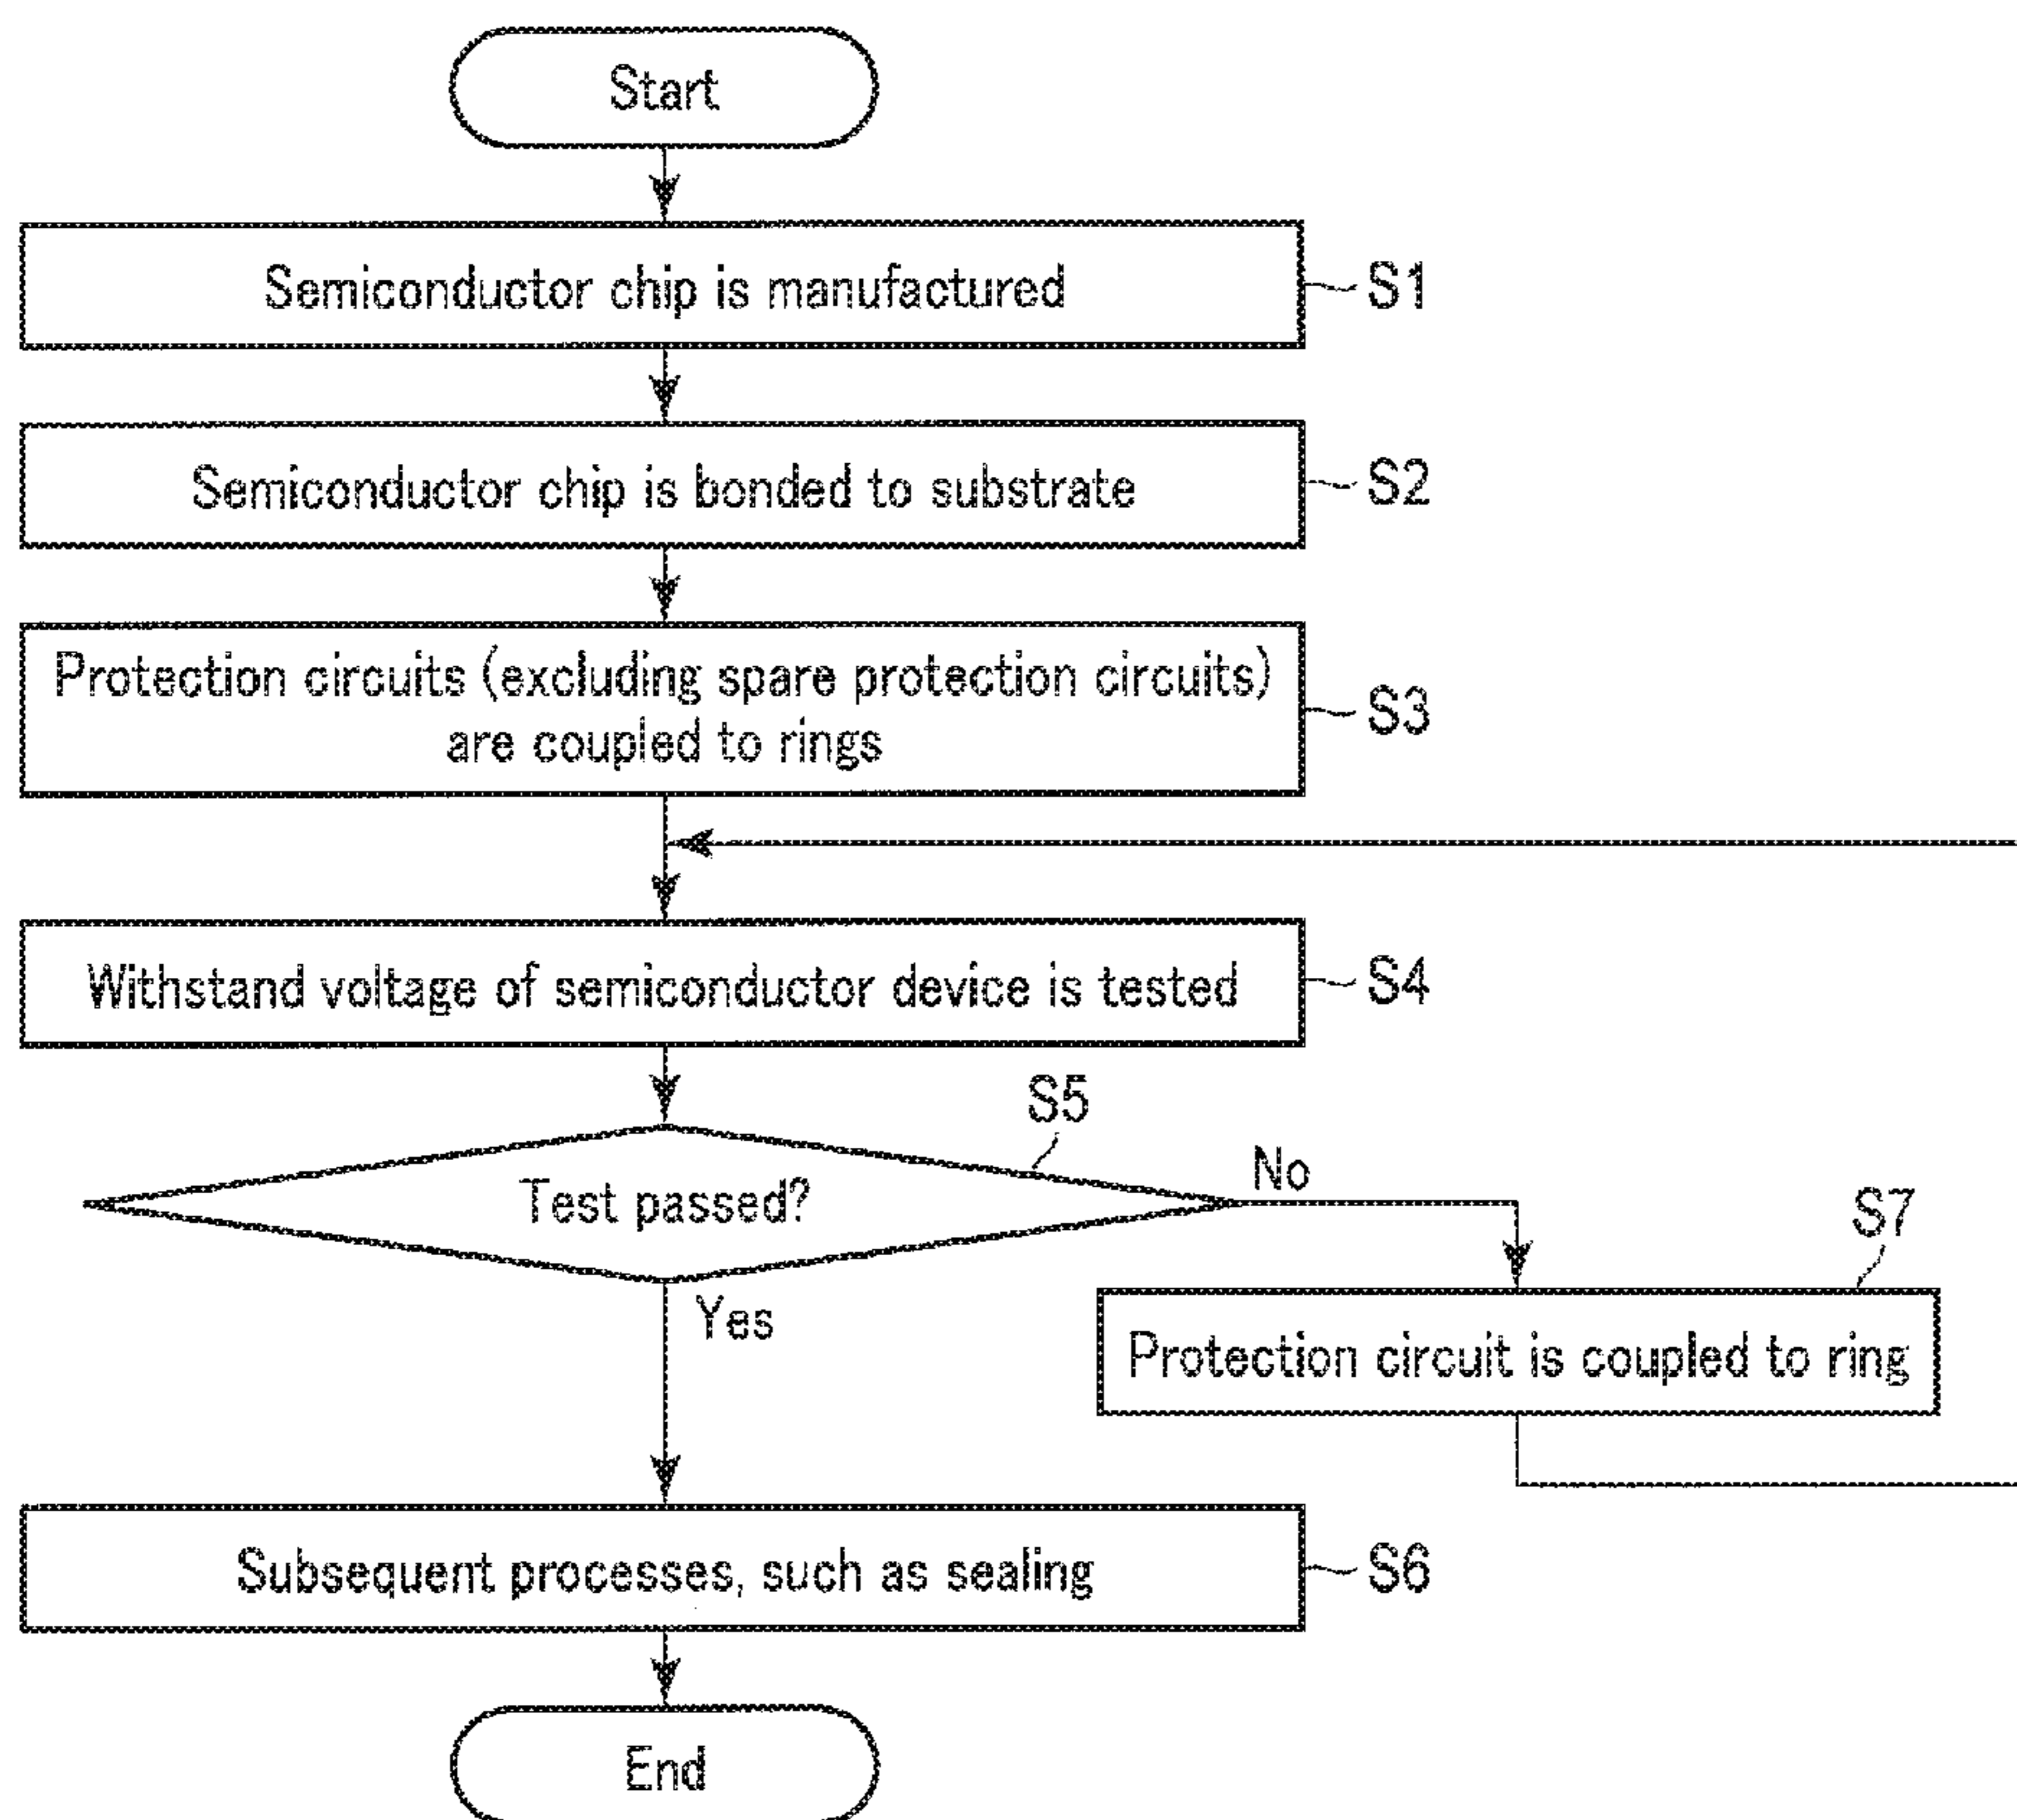 Start
Semiconductor chip is manufactured
S1
Semiconductor chip is bonded to substrate
S2
Protection circuits (excluding spare protection circuits)
are coupled to rings
S3
Withstand voltage of semiconductor device is tested
S4
S5
Test passed?
No
Yes
S7
Protection circuit is coupled to ring
Subsequent processes, such as sealing
S6
End